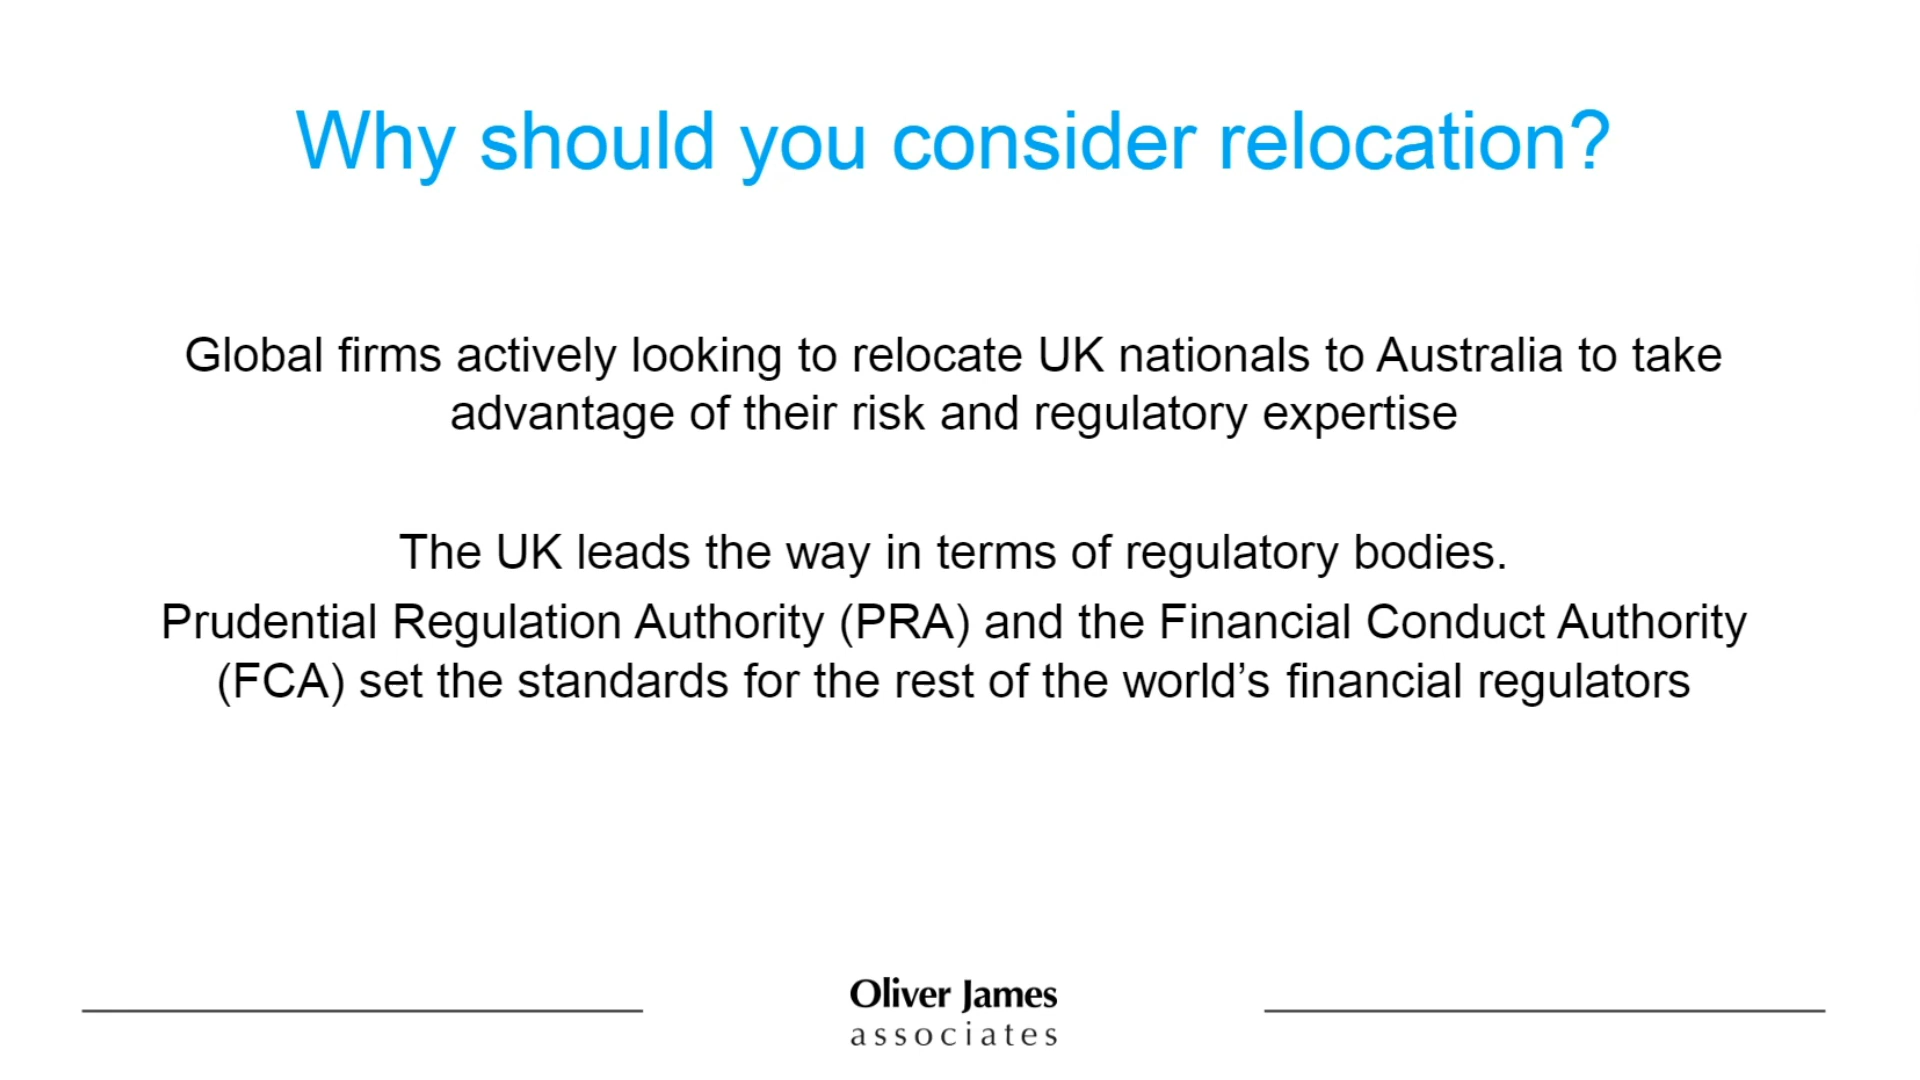 Why should you consider relocation?
Global firms actively looking to relocate UK nationals to Australia to take
advantage of their risk and regulatory expertise
The UK leads the way in terms of regulatory bodies.
Prudential Regulation Authority (PRA) and the Financial Conduct Authority
(FCA) set the standards for the rest of the world’s financial regulators
Oliver James
associates